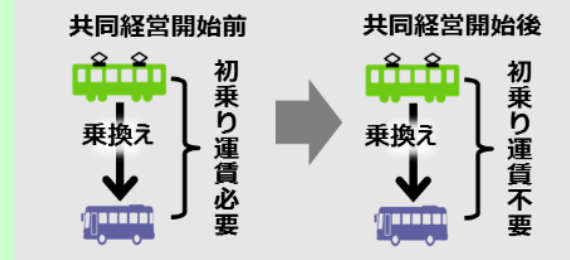 共同経営開始前
乗換え
初乗り運賃必要
共同経営開始後
乗換え
初乗り運賃不要